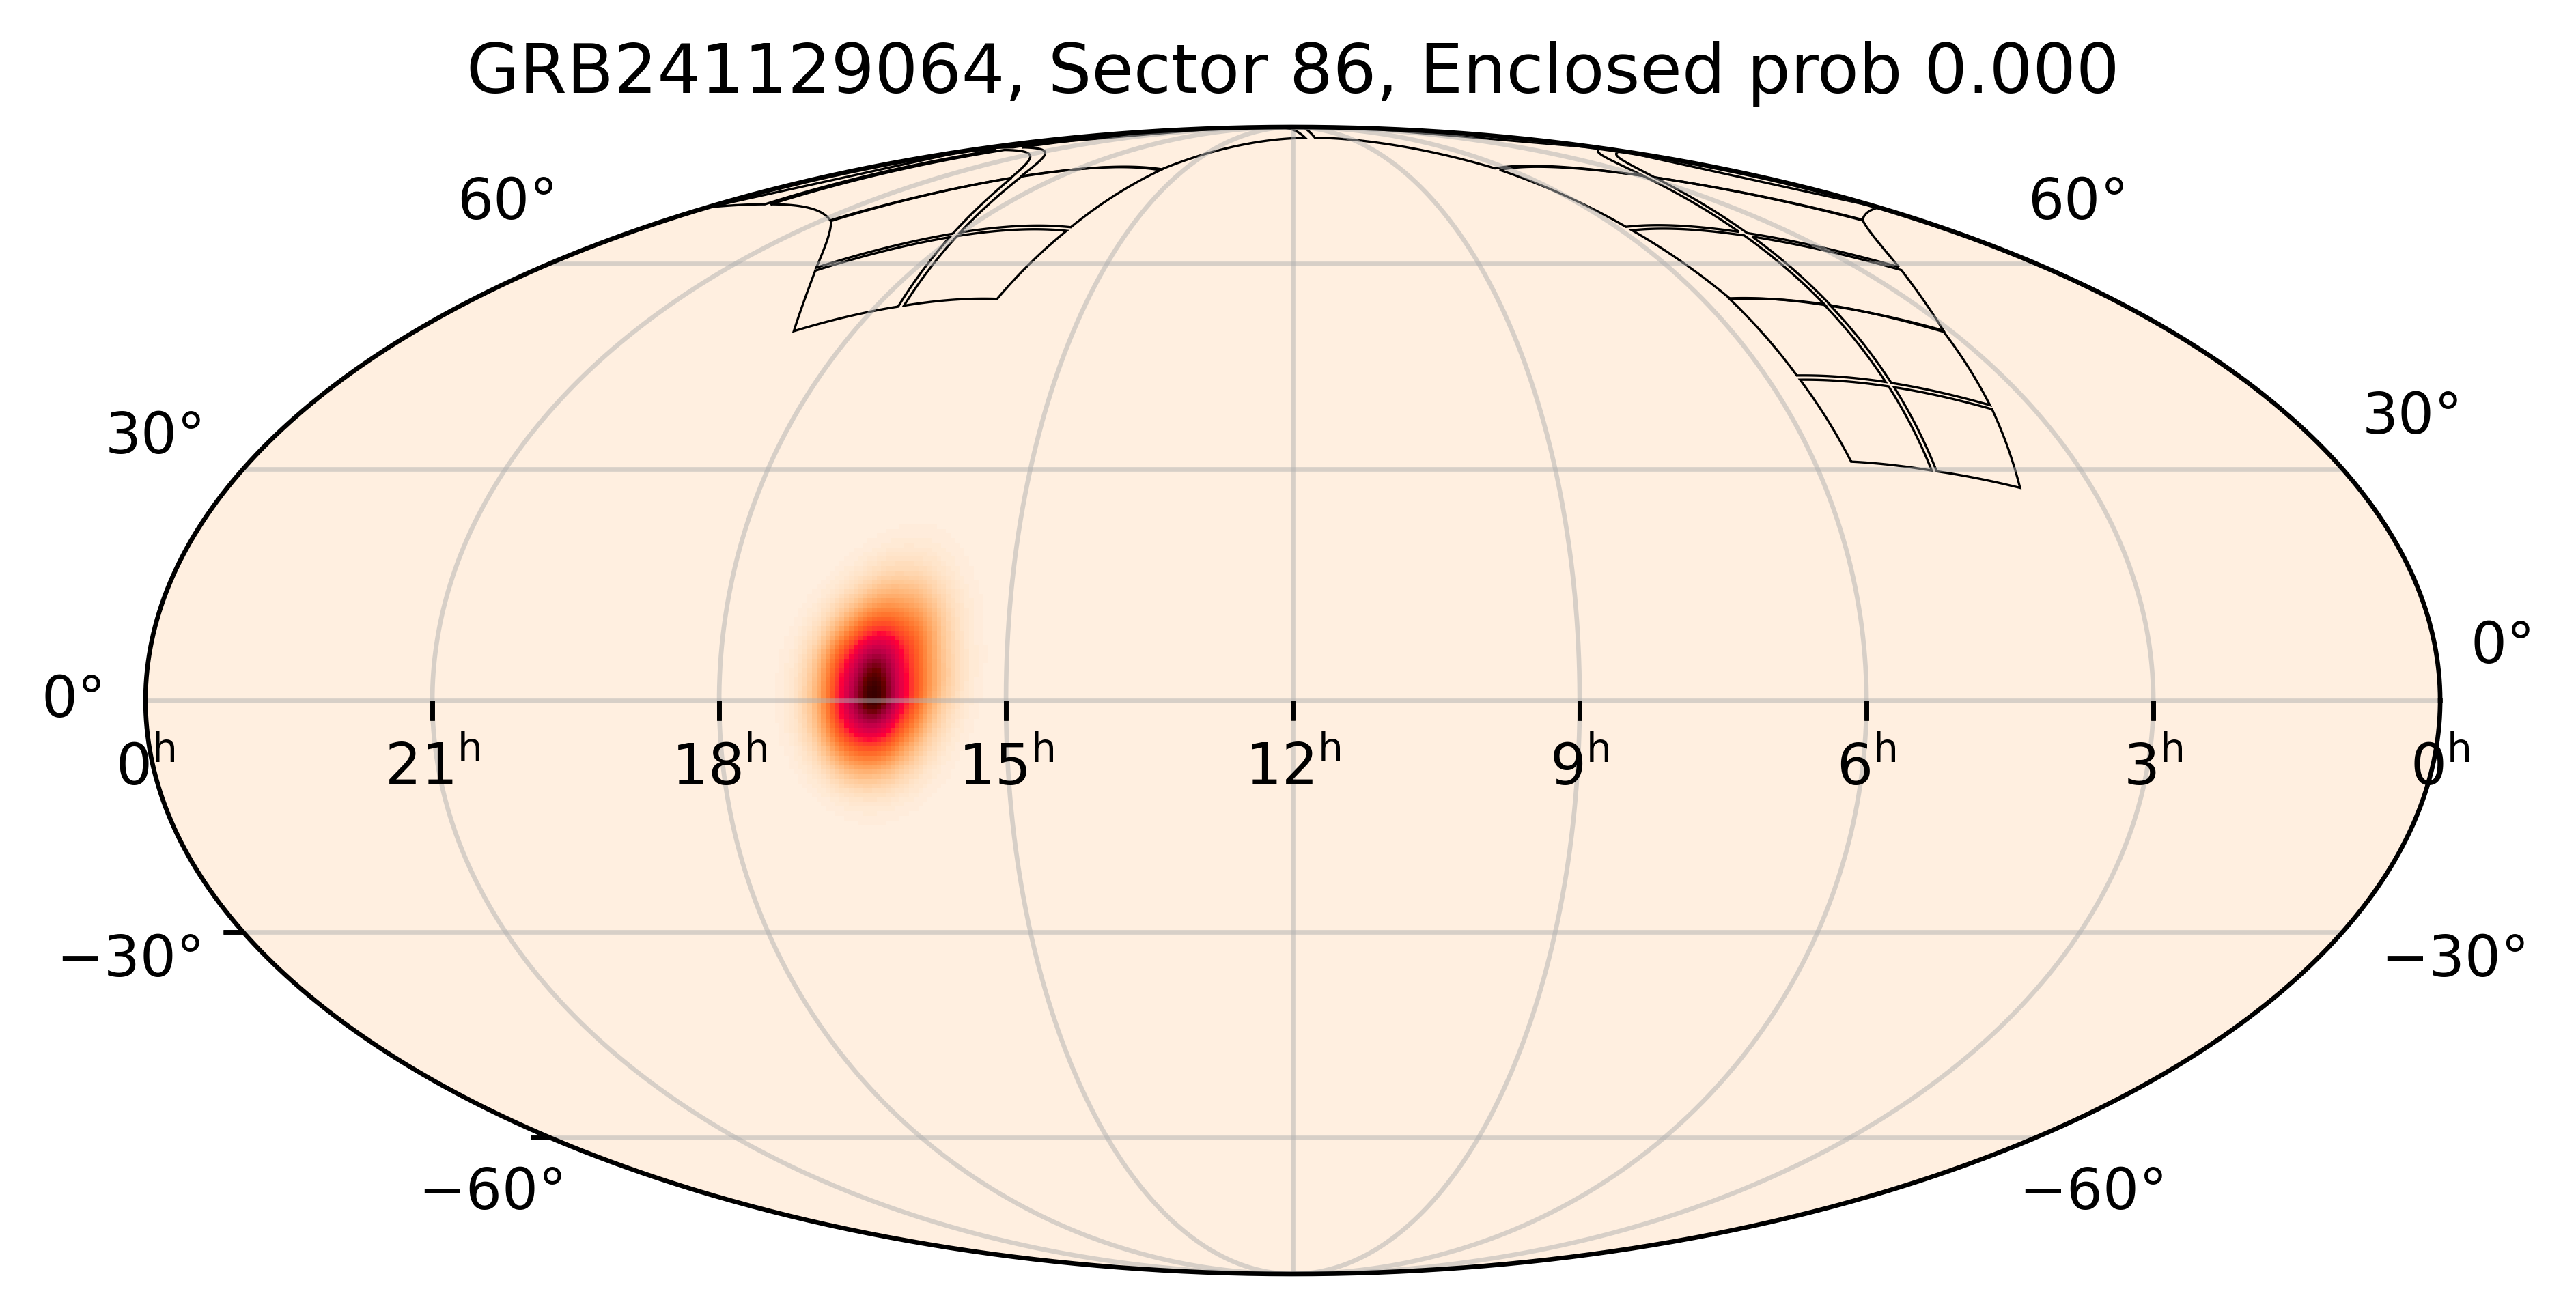 GRB241129064, Sector 86, Enclosed prob 0.000
60° 60°
30° 30°
0° 0°
0ʰ 21ʰ 18ʰ 15ʰ 12ʰ 9ʰ 6ʰ 3ʰ 0ʰ
−30° −30°
−60° −60°